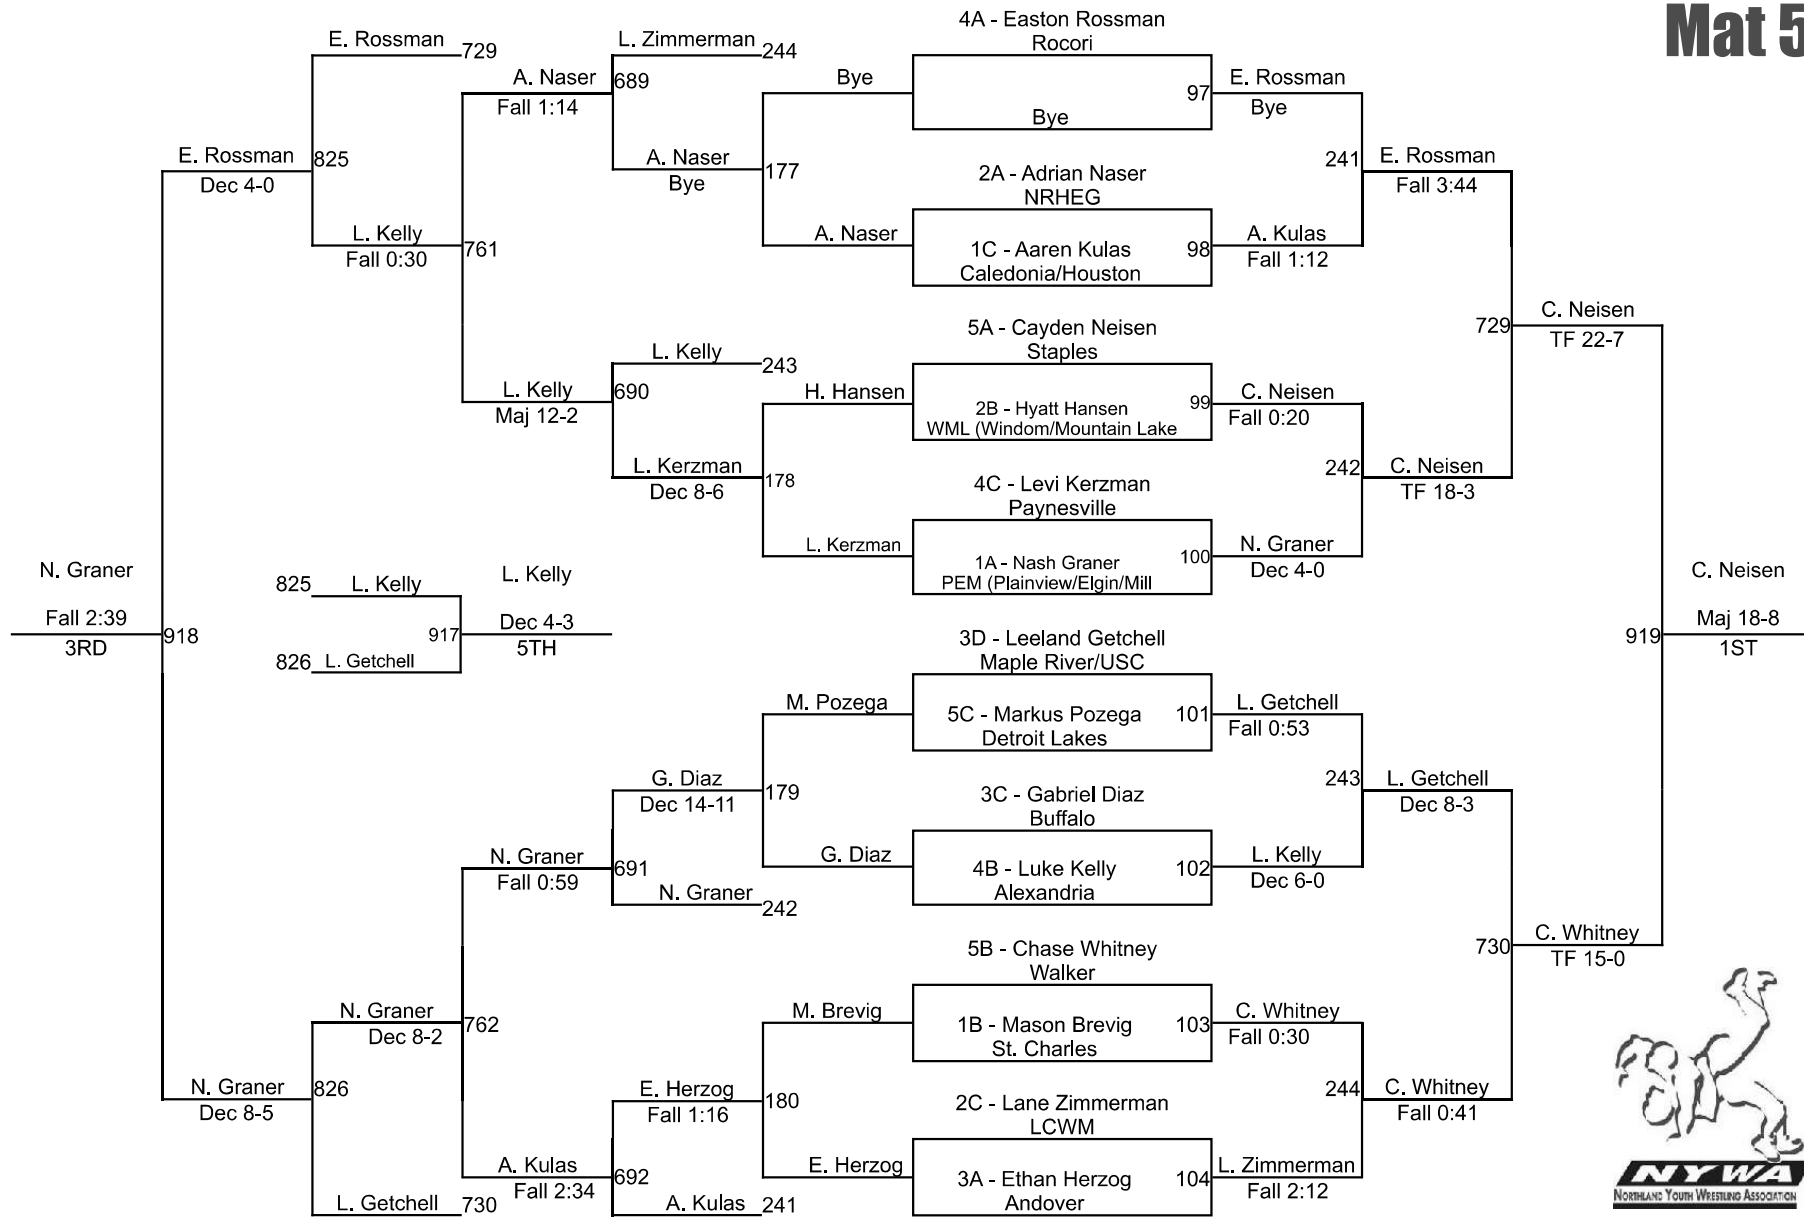 Mat 5
4A - Easton Rossman
Rocori
E. Rossman
729
L. Zimmerman
244
A. Naser
689
Fall 1:14
Bye
97
E. Rossman
Bye
Bye
E. Rossman
825
Dec 4-0
A. Naser
177
Bye
2A - Adrian Naser
NRHEG
241
E. Rossman
Fall 3:44
L. Kelly
761
Fall 0:30
A. Naser
1C - Aaren Kulas
98
Caledonia/Houston
A. Kulas
Fall 1:12
5A - Cayden Neisen
Staples
729
C. Neisen
TF 22-7
L. Kelly
243
L. Kelly
690
Maj 12-2
H. Hansen
2B - Hyatt Hansen
99
WML (Windom/Mountain Lake
C. Neisen
Fall 0:20
L. Kerzman
178
Dec 8-6
4C - Levi Kerzman
Paynesville
242
C. Neisen
TF 18-3
L. Kerzman
1A - Nash Graner
100
PEM (Plainview/Elgin/Mill
N. Graner
Dec 4-0
N. Graner
Fall 2:39
3RD
918
825
L. Kelly
826
L. Getchell
917
L. Kelly
Dec 4-3
5TH
919
C. Neisen
Maj 18-8
1ST
3D - Leeland Getchell
Maple River/USC
M. Pozega
5C - Markus Pozega
101
Detroit Lakes
L. Getchell
Fall 0:53
G. Diaz
179
Dec 14-11
3C - Gabriel Diaz
Buffalo
243
L. Getchell
Dec 8-3
N. Graner
691
Fall 0:59
G. Diaz
4B - Luke Kelly
102
Alexandria
L. Kelly
Dec 6-0
N. Graner
242
5B - Chase Whitney
Walker
730
C. Whitney
TF 15-0
N. Graner
762
Dec 8-2
M. Brevig
1B - Mason Brevig
103
St. Charles
C. Whitney
Fall 0:30
N. Graner
826
Dec 8-5
E. Herzog
180
Fall 1:16
2C - Lane Zimmerman
LCWM
244
C. Whitney
Fall 0:41
A. Kulas
692
Fall 2:34
E. Herzog
3A - Ethan Herzog
104
Andover
L. Zimmerman
Fall 2:12
L. Getchell
730
A. Kulas
241
NYWA
NORTHLAND YOUTH WRESTLING ASSOCIATION